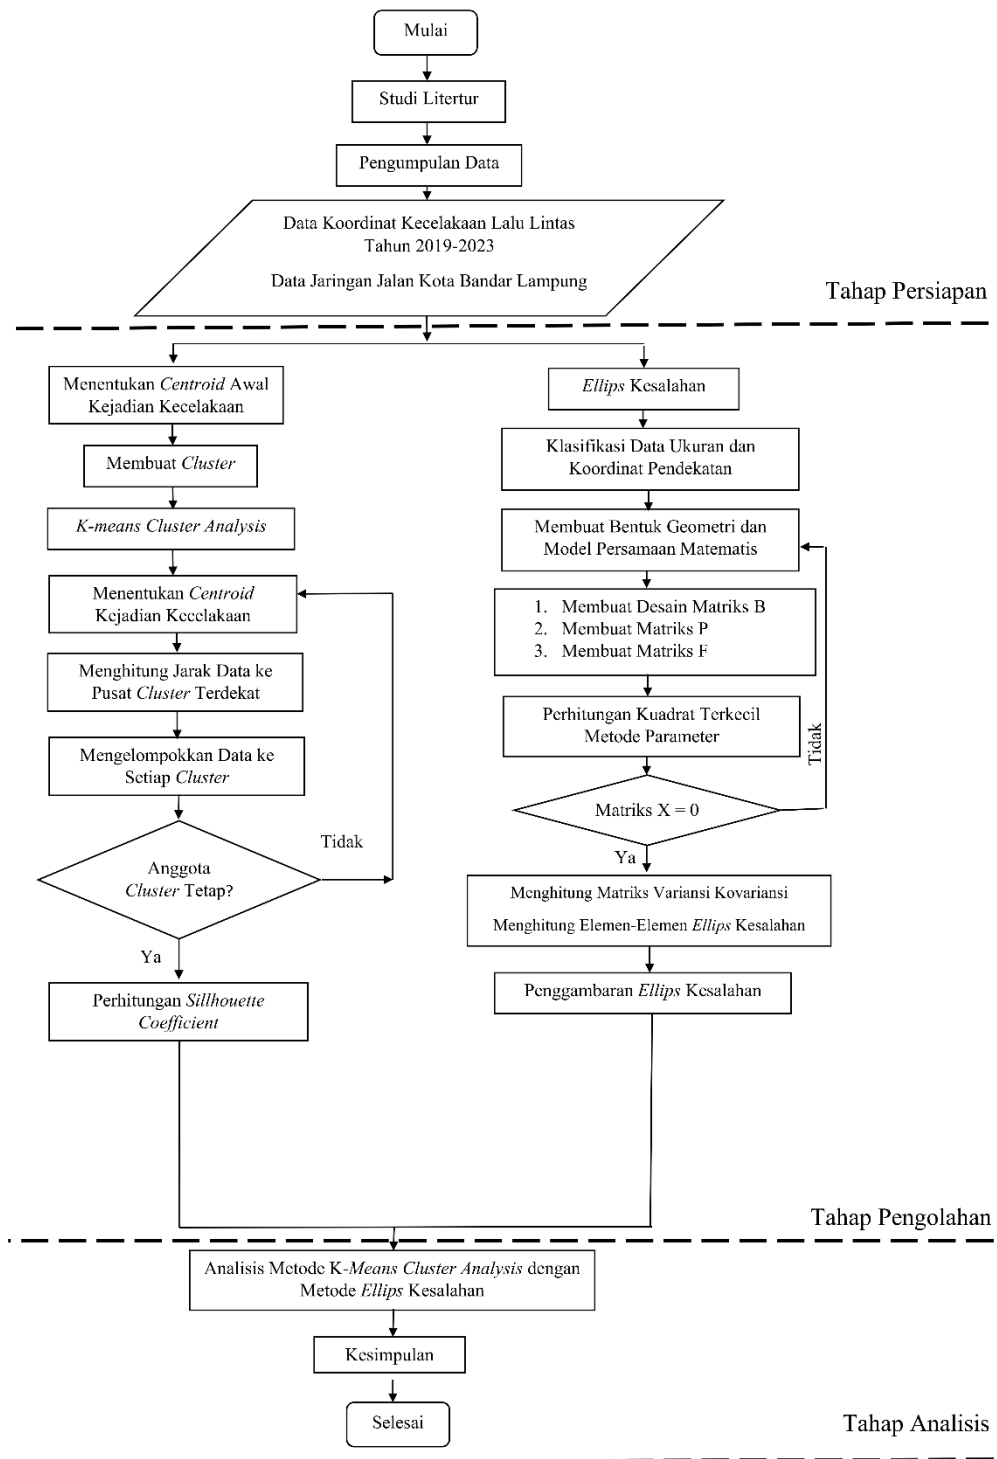 Mulai
Studi Litertur
Pengumpulan Data
Data Koordinat Kecelakaan Lalu Lintas
Tahun 2019-2023
Data Jaringan Jalan Kota Bandar Lampung
Tahap Persiapan
Menentukan Centroid Awal
Kejadian Kecelakaan
Membuat Cluster
K-means Cluster Analysis
Menentukan Centroid
Kejadian Kecelakaan
Menghitung Jarak Data ke
Pusat Cluster Terdekat
Mengelompokkan Data ke
Setiap Cluster
Anggota
Cluster Tetap?
Tidak
Ya
Perhitungan Sillhouette
Coefficient
Ellips Kesalahan
Klasifikasi Data Ukuran dan
Koordinat Pendekatan
Membuat Bentuk Geometri dan
Model Persamaan Matematis
1. Membuat Desain Matriks B
2. Membuat Matriks P
3. Membuat Matriks F
Perhitungan Kuadrat Terkecil
Metode Parameter
Matriks X = 0
Tidak
Ya
Menghitung Matriks Variansi Kovariansi
Menghitung Elemen-Elemen Ellips Kesalahan
Penggambaran Ellips Kesalahan
Tahap Pengolahan
Analisis Metode K-Means Cluster Analysis dengan
Metode Ellips Kesalahan
Kesimpulan
Selesai
Tahap Analisis